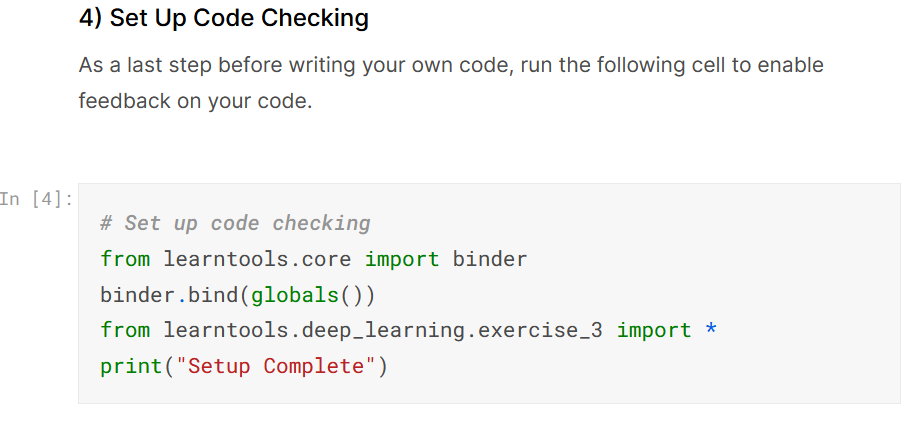 4) Set Up Code Checking
As a last step before writing your own code, run the following cell to enable
feedback on your code.
In [4]:
# Set up code checking
from learntools.core import binder
binder.bind(globals())
from learntools.deep_learning.exercise_3 import *
print("Setup Complete")